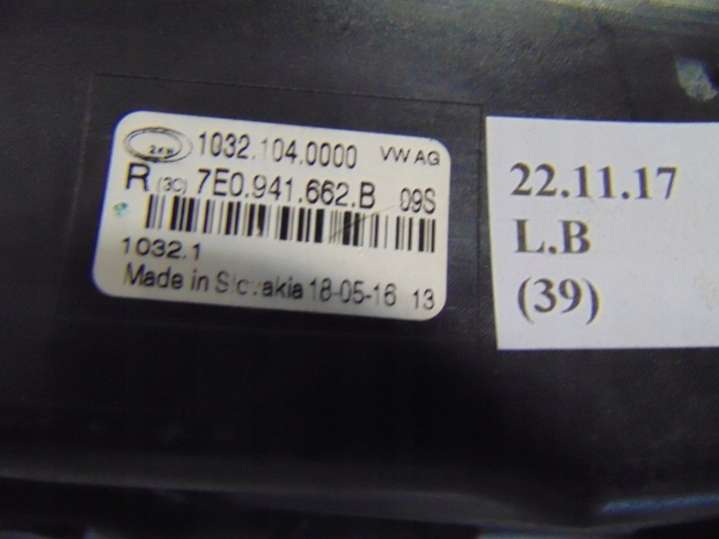 ZKW 1032.104.0000 VW AG
R (3C) 7E0.941.662.B 09S
1032.1
Made in Slovakia 18-05-16 13
22.11.17
L.B
(39)